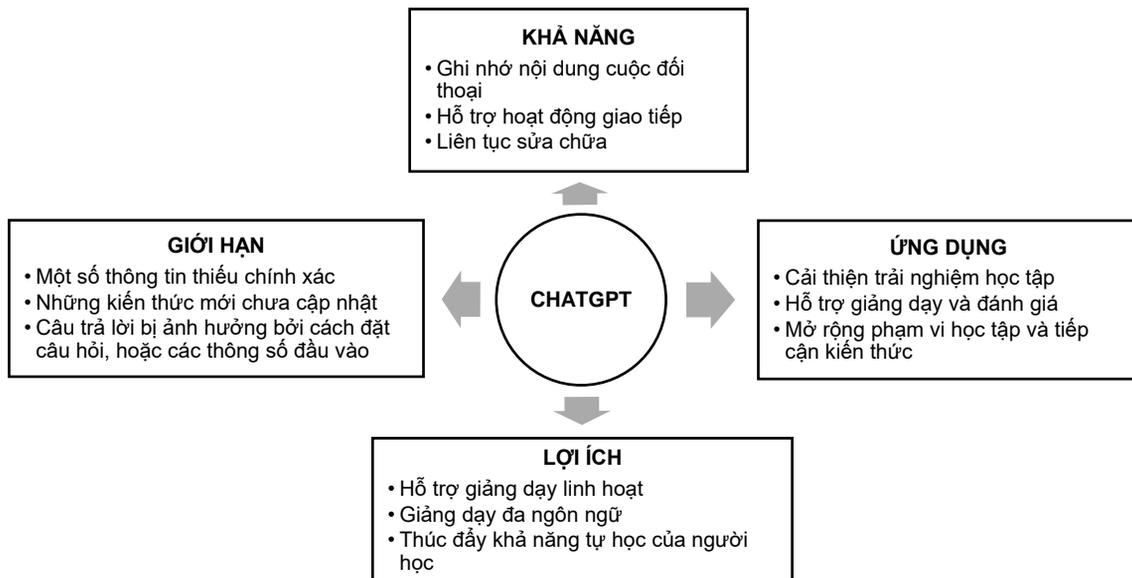 KHẢ NĂNG
• Ghi nhớ nội dung cuộc đối
thoại
• Hỗ trợ hoạt động giao tiếp
• Liên tục sửa chữa
GIỚI HẠN
• Một số thông tin thiếu chính xác
• Những kiến thức mới chưa cập nhật
• Câu trả lời bị ảnh hưởng bởi cách đặt
câu hỏi, hoặc các thông số đầu vào
CHATGPT
ỨNG DỤNG
• Cải thiện trải nghiệm học tập
• Hỗ trợ giảng dạy và đánh giá
• Mở rộng phạm vi học tập và tiếp
cận kiến thức
LỢI ÍCH
• Hỗ trợ giảng dạy linh hoạt
• Giảng dạy đa ngôn ngữ
• Thúc đẩy khả năng tự học của người
học